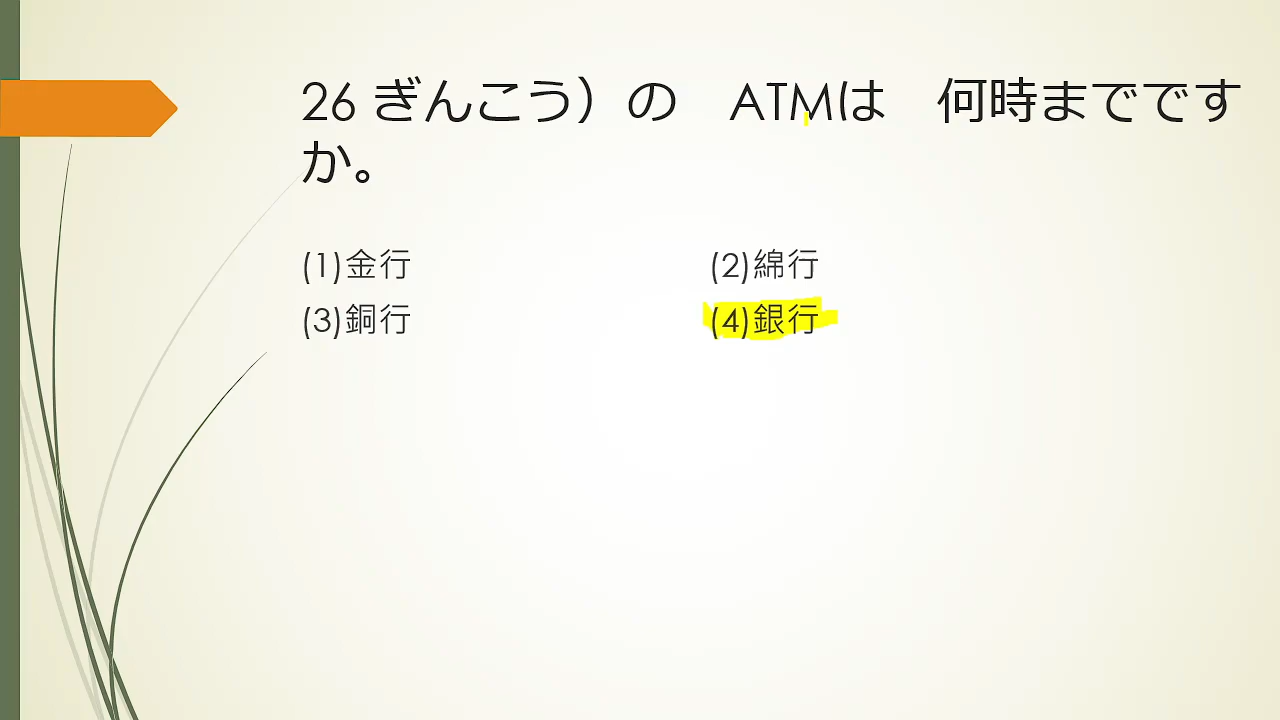 26 ぎんこう）の　ATMは　何時までです
か。
(1)金行
(2)綿行
(3)銅行
(4)銀行